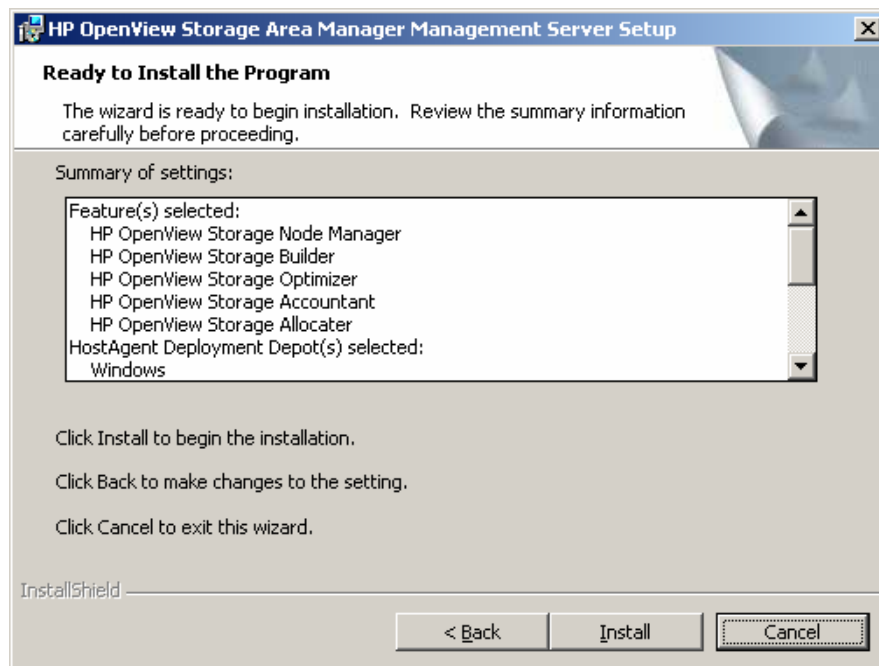 HP OpenView Storage Area Manager Management Server Setup
Ready to Install the Program
The wizard is ready to begin installation. Review the summary information
carefully before proceeding.
Summary of settings:
Feature(s) selected:
HP OpenView Storage Node Manager
HP OpenView Storage Builder
HP OpenView Storage Optimizer
HP OpenView Storage Accountant
HP OpenView Storage Allocater
HostAgent Deployment Depot(s) selected:
Windows
Click Install to begin the installation.
Click Back to make changes to the setting.
Click Cancel to exit this wizard.
InstallShield
< Back
Install
Cancel